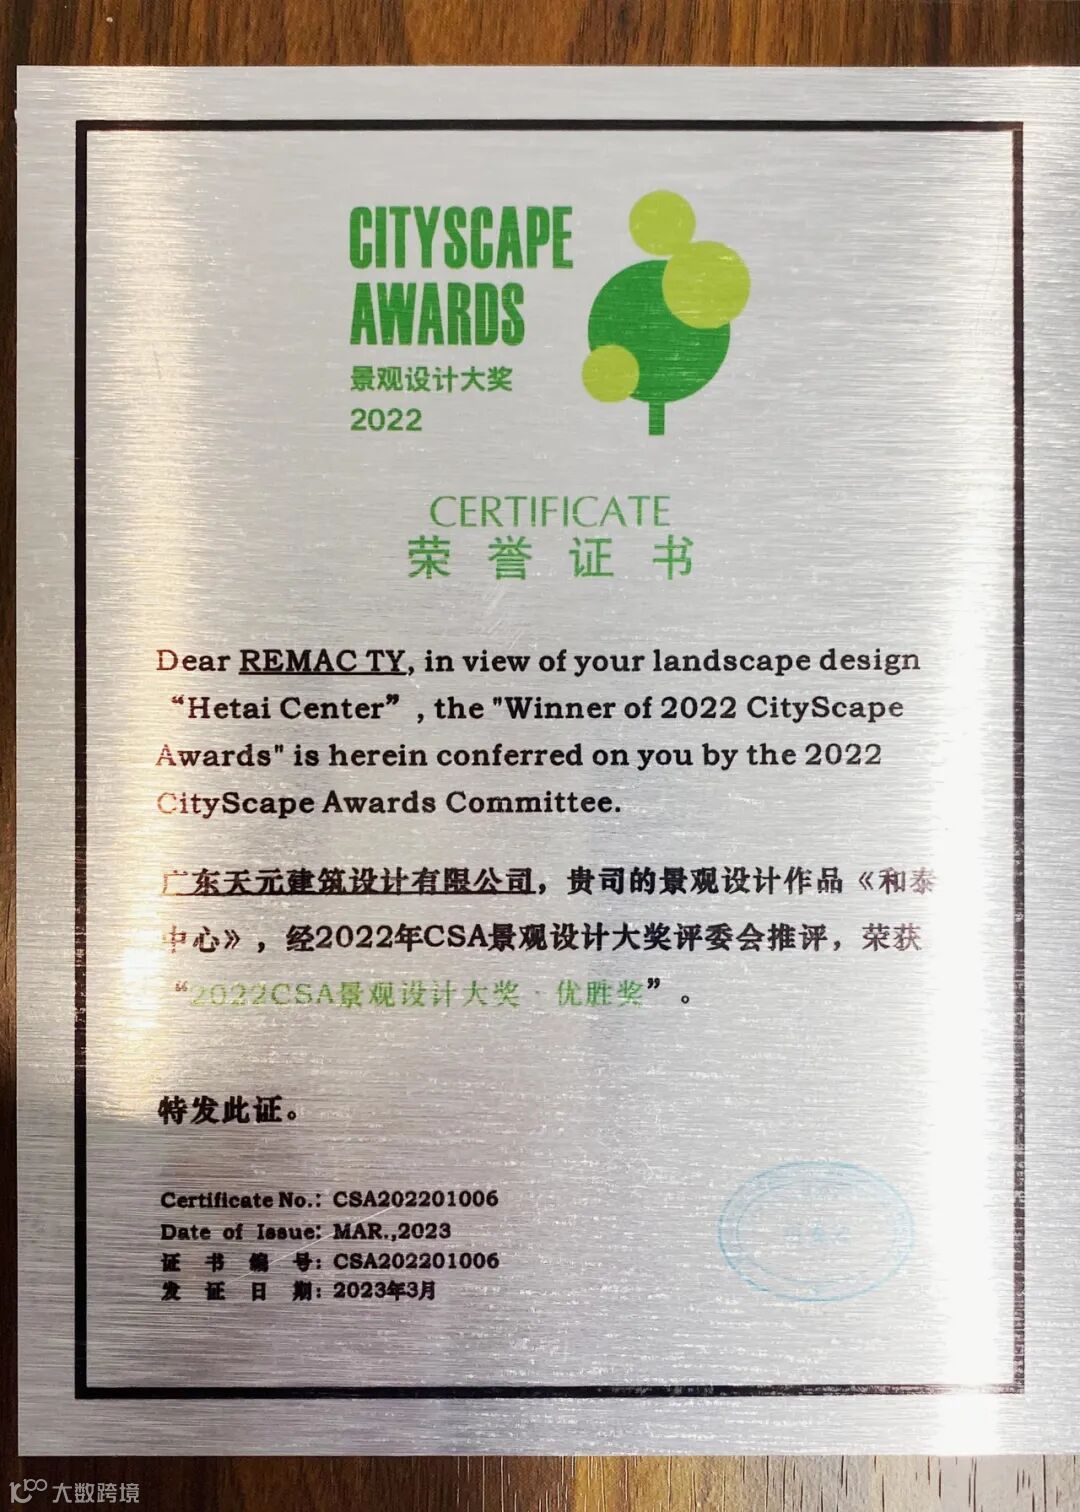 CITYSCAPE
AWARDS
景观设计大奖
2022
CERTIFICATE
荣誉证书
Dear REMAC TY, in view of your landscape design
“Hetai Center”, the "Winner of 2022 CityScape
Awards" is herein conferred on you by the 2022
CityScape Awards Committee.
广东天元建筑设计有限公司，贵司的景观设计作品《和泰
中心》，经2022年CSA景观设计大奖评委会推评，荣获
“2022CSA景观设计大奖·优胜奖”。
特发此证。
Certificate No.: CSA202201006
Date of Issue: MAR.,2023
证书编号: CSA202201006
发证日期: 2023年3月
大数跨境